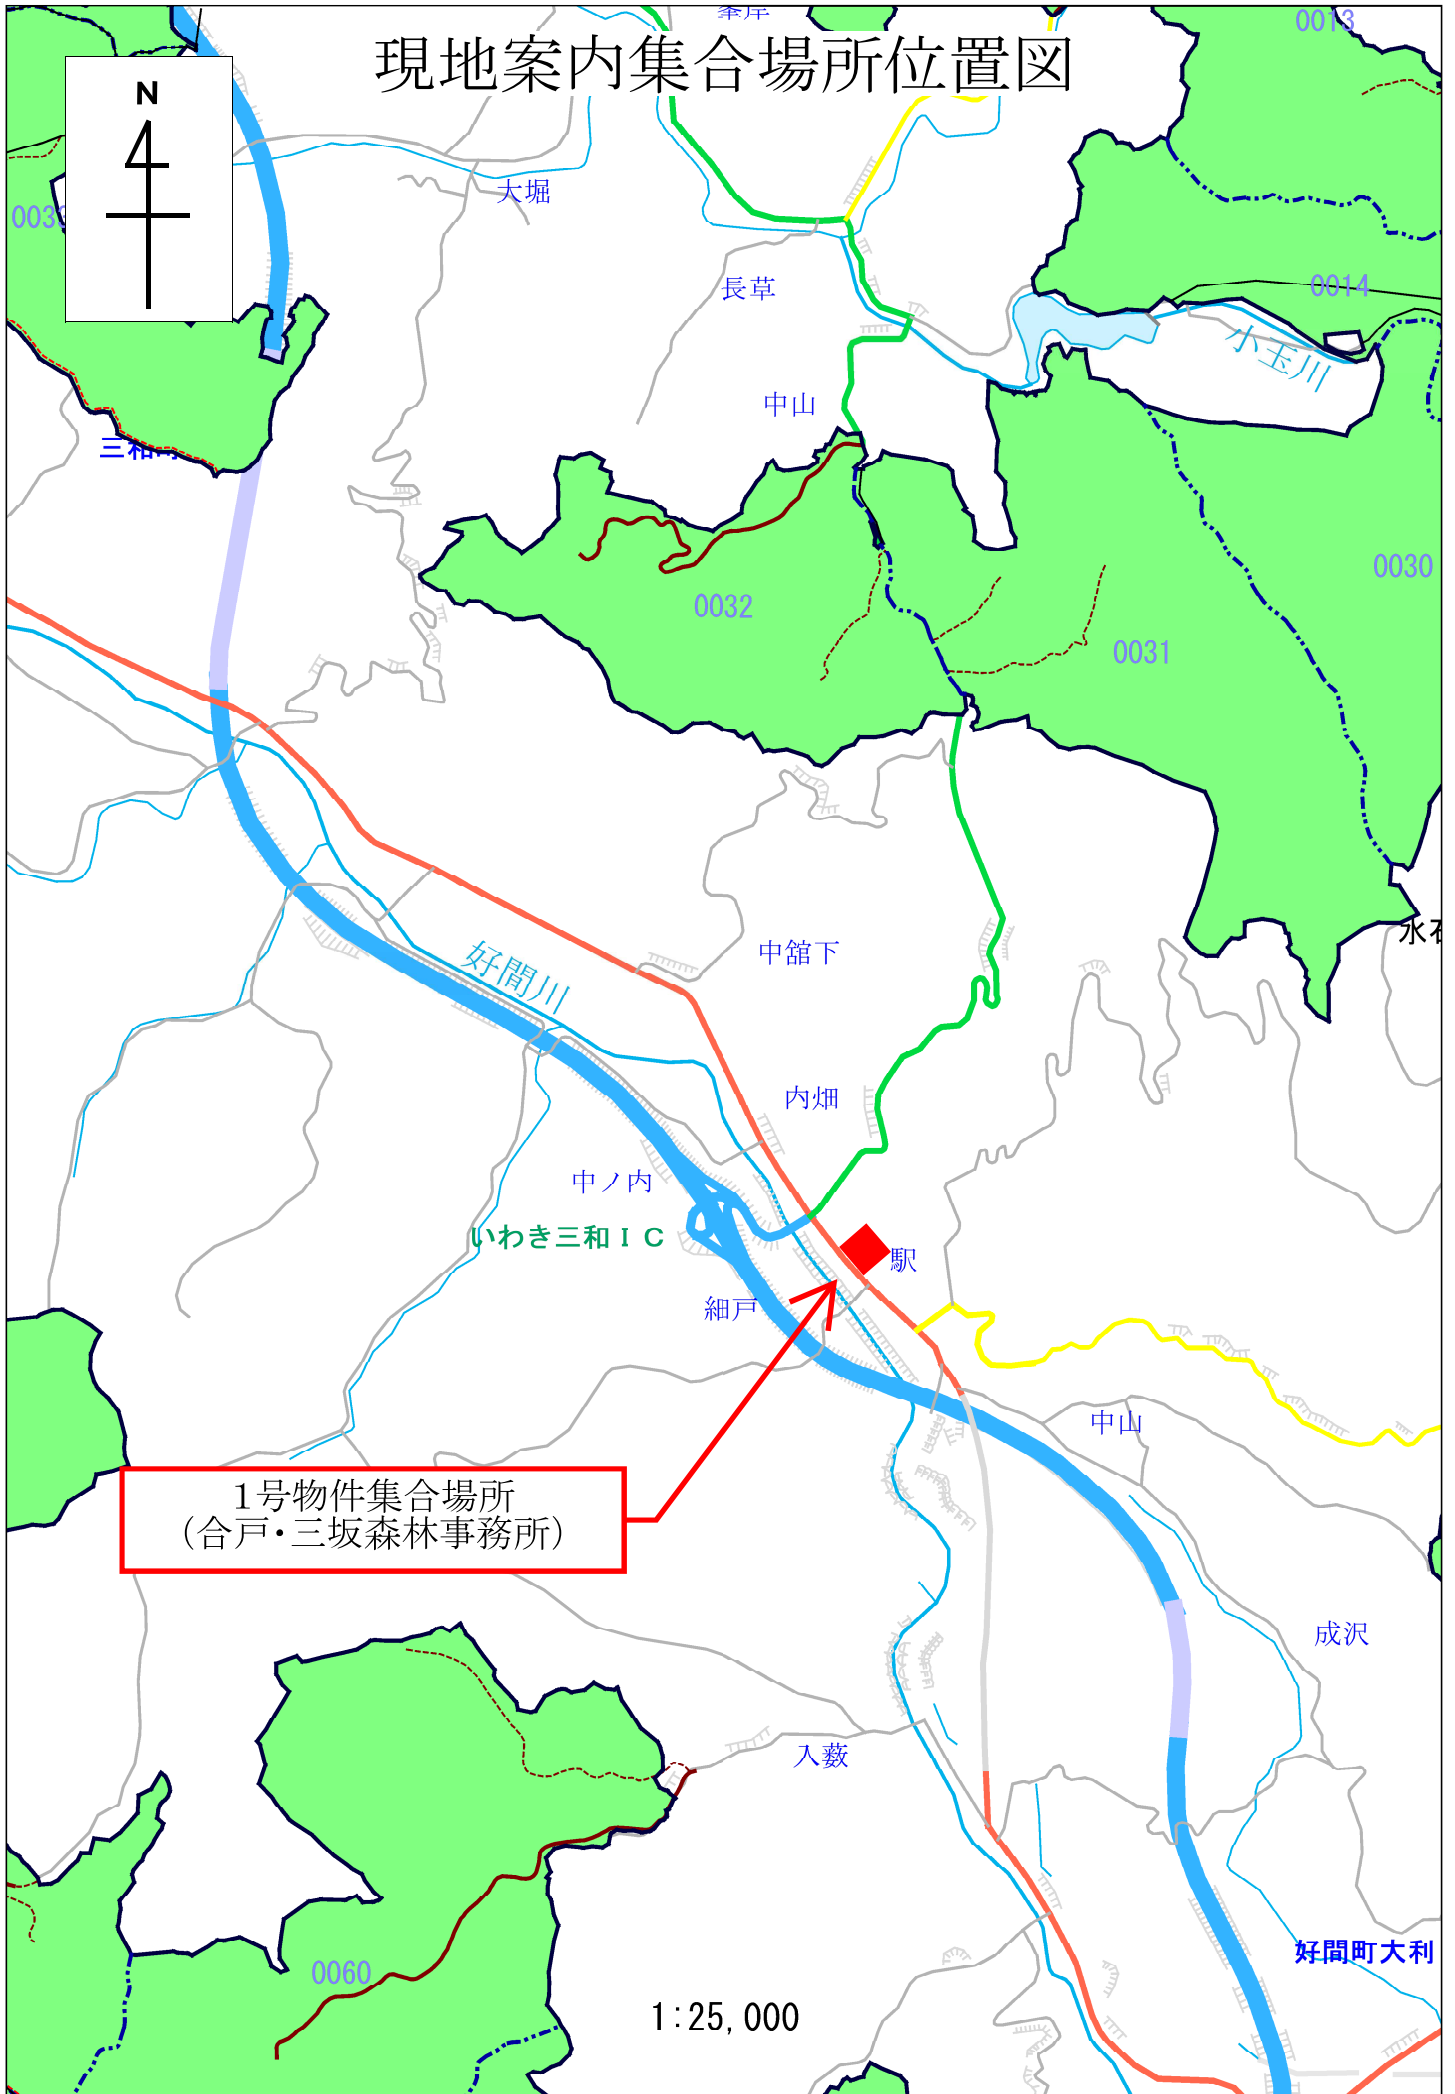 0013
現地案内集合場所位置図
N
大堀
長草
0014
小玉川
中山
0030
0032
0031
水石
好間川
中舘下
内畑
中ノ内
いわき三和ＩＣ
駅
細戸
中山
1号物件集合場所
（合戸・三坂森林事務所）
成沢
入薮
好間町大利
0060
1:25,000